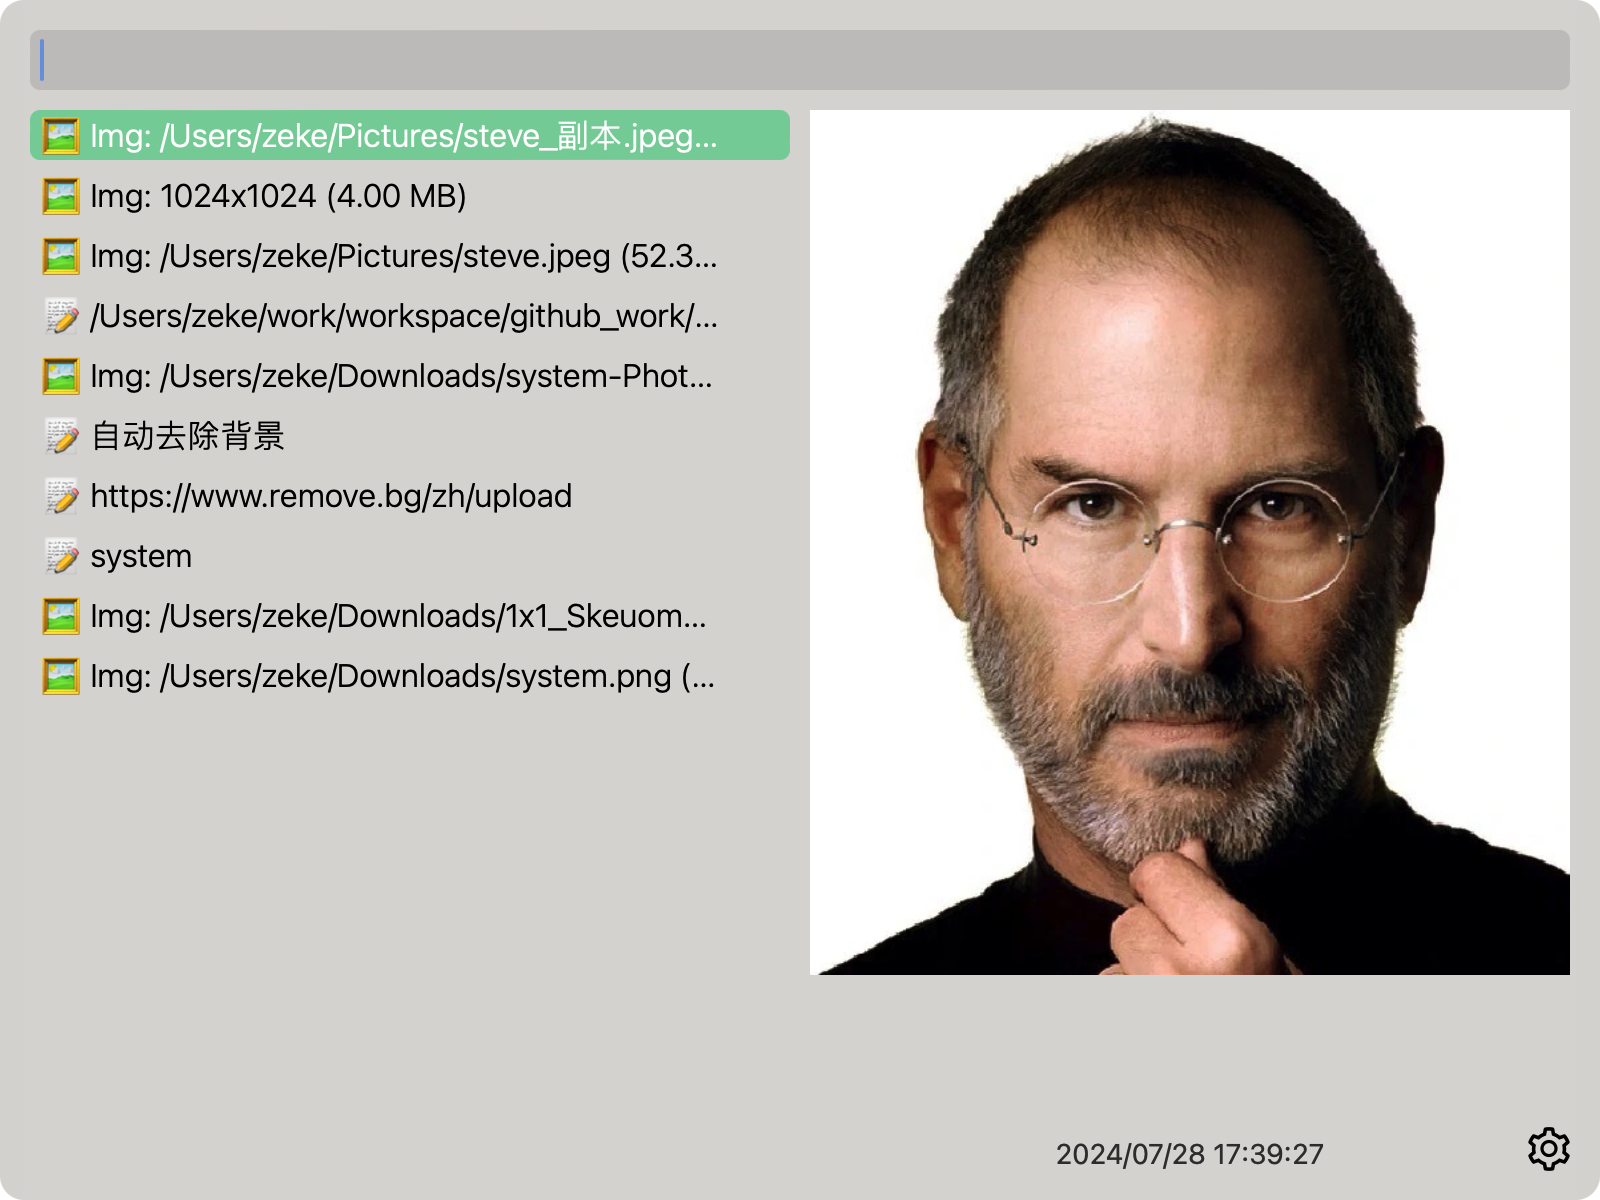 Img: /Users/zeke/Pictures/steve_副本.jpeg...
Img: 1024x1024 (4.00 MB)
Img: /Users/zeke/Pictures/steve.jpeg (52.3...
/Users/zeke/work/workspace/github_work/...
Img: /Users/zeke/Downloads/system-Phot...
自动去除背景
https://www.remove.bg/zh/upload
system
Img: /Users/zeke/Downloads/1x1_Skeuom...
Img: /Users/zeke/Downloads/system.png (...
2024/07/28 17:39:27